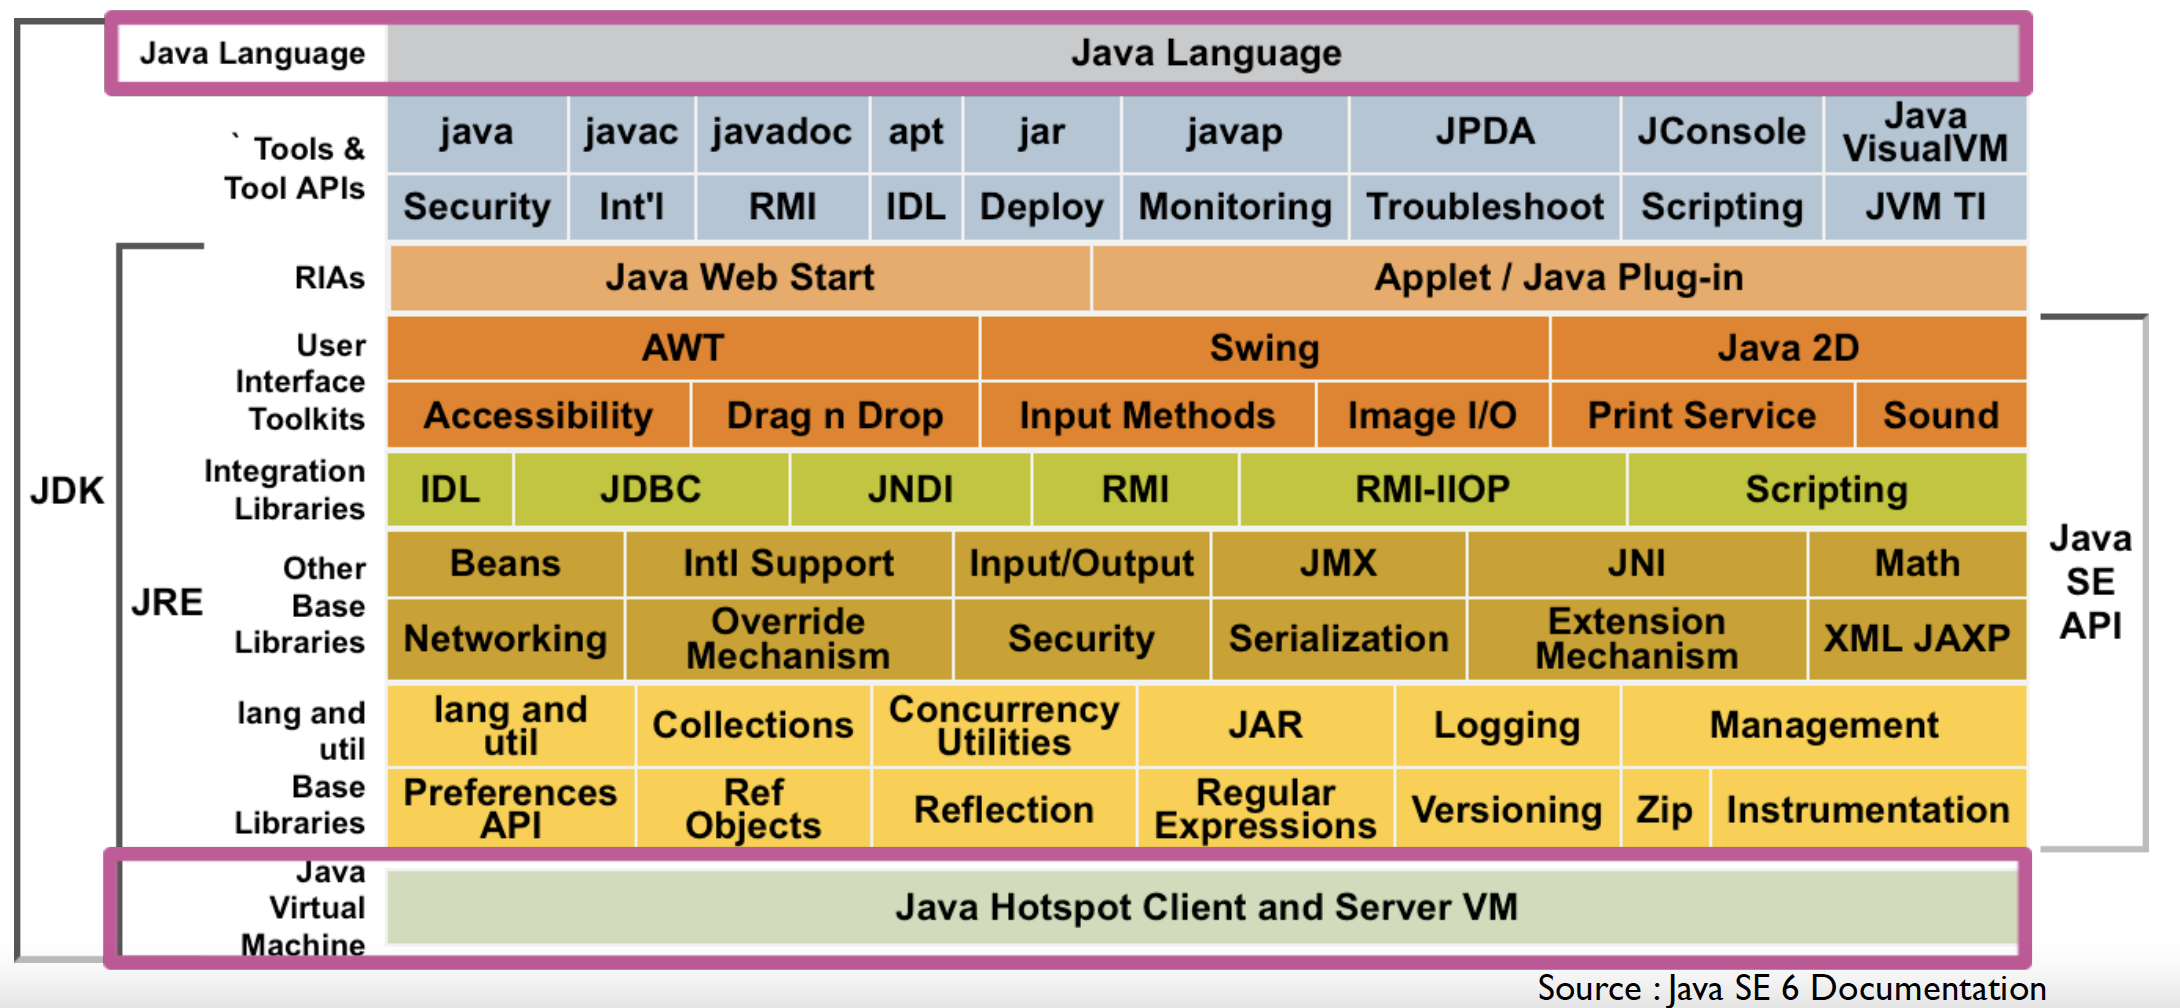 Java Language
Java Language
` Tools &
Tool APIs
java javac javadoc apt jar javap JPDA JConsole Java
VisualVM
Security Int'l RMI IDL Deploy Monitoring Troubleshoot Scripting JVM TI
RIAs
Java Web Start Applet / Java Plug-in
User
Interface
Toolkits
AWT Swing Java 2D
Accessibility Drag n Drop Input Methods Image I/O Print Service Sound
JDK
Integration
Libraries
IDL JDBC JNDI RMI RMI-IIOP Scripting
JRE
Other
Base
Libraries
Beans Intl Support Input/Output JMX JNI Math
Networking Override
Mechanism Security Serialization Extension
Mechanism XML JAXP
Java
SE
API
lang and
util
Base
Libraries
lang and
util Collections Concurrency
Utilities JAR Logging Management
Preferences
API Ref
Objects Reflection Regular
Expressions Versioning Zip Instrumentation
Java
Virtual
Machine
Java Hotspot Client and Server VM
Source : Java SE 6 Documentation